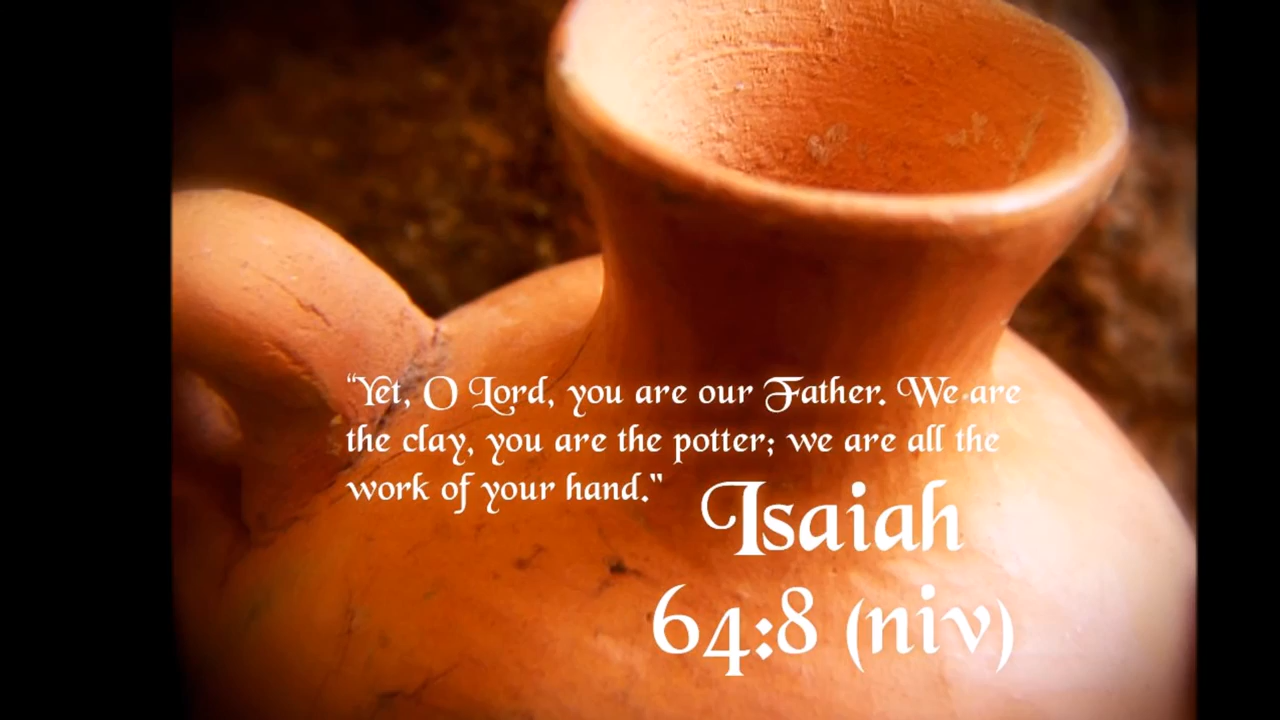 “Yet, O Lord, you are our Father. We are
the clay, you are the potter; we are all the
work of your hand.”
Isaiah
64:8 (niv)